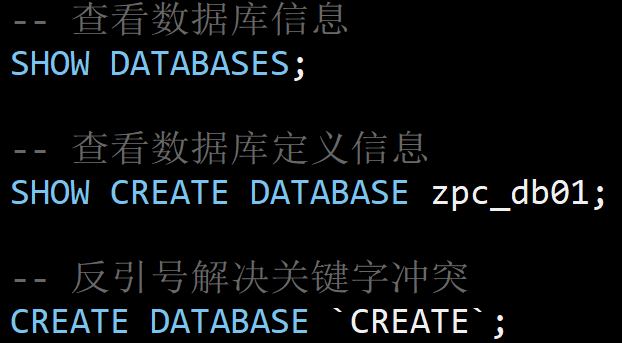 -- 查看数据库信息
SHOW DATABASES;
-- 查看数据库定义信息
SHOW CREATE DATABASE zpc_db01;
-- 反引号解决关键字冲突
CREATE DATABASE `CREATE`;